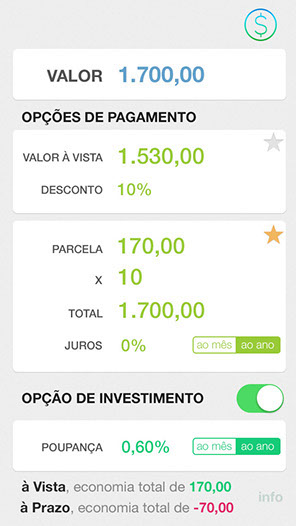 $
VALOR 1.700,00
OPÇÕES DE PAGAMENTO
VALOR À VISTA 1.530,00
DESCONTO 10%
PARCELA 170,00
X 10
TOTAL 1.700,00
JUROS 0% ao mês ao ano
OPÇÃO DE INVESTIMENTO
POUPANÇA 0,60% ao mês ao ano
à Vista, economia total de 170,00
à Prazo, economia total de -70,00
info